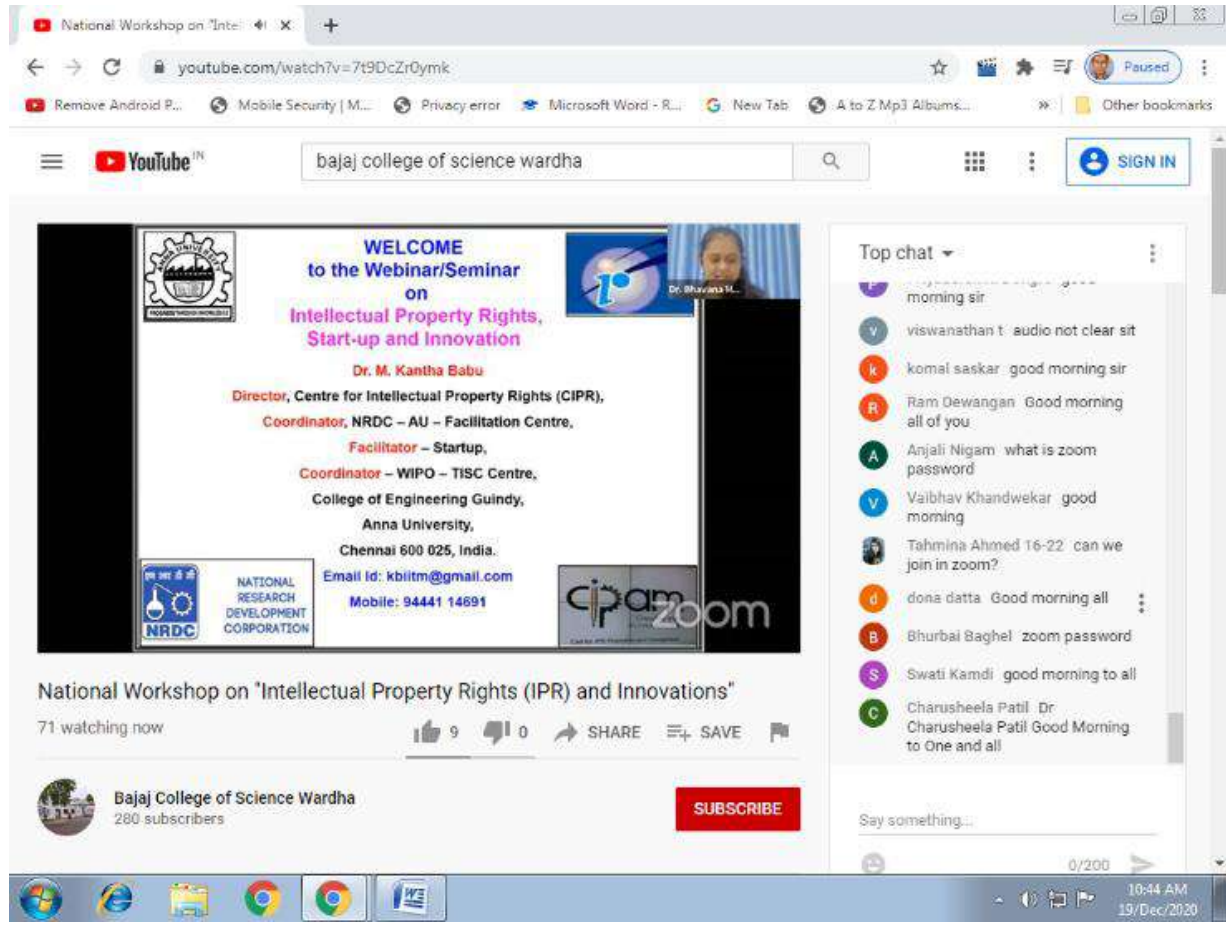 National Workshop on "Inte
youtube.com/watch?v=7t9DcZr0ymk
Paused
Remove Android P...
Mobile Security | M...
Privacy error
Microsoft Word - R...
New Tab
A to Z Mp3 Albums...
»
Other bookmarks
YouTube IN
bajaj college of science wardha
SIGN IN
WELCOME
to the Webinar/Seminar
on
Intellectual Property Rights,
Start-up and Innovation
Dr. M. Kantha Babu
Director, Centre for Intellectual Property Rights (CIPR),
Coordinator, NRDC – AU – Facilitation Centre,
Facilitator – Startup,
Coordinator – WIPO – TISC Centre,
College of Engineering Guindy,
Anna University,
Chennai 600 025, India.
Email Id: kbiitm@gmail.com
Mobile: 94441 14691
ANNA UNIVERSITY
Dr. Bhavana M...
एन आर डी सी
NRDC
NATIONAL
RESEARCH
DEVELOPMENT
CORPORATION
cipam
zoom
National Workshop on "Intellectual Property Rights (IPR) and Innovations"
71 watching now
9
0
SHARE
SAVE
Bajaj College of Science Wardha
280 subscribers
SUBSCRIBE
Top chat
morning sir
viswanathan t audio not clear sit
komal saskar good morning sir
Ram Dewangan Good morning
all of you
Anjali Nigam what is zoom
password
Vaibhav Khandwekar good
morning
Tahmina Ahmed 16-22 can we
join in zoom?
dona datta Good morning all
Bhurbai Baghel zoom password
Swati Kamdi good morning to all
Charusheela Patil Dr
Charusheela Patil Good Morning
to One and all
Say something...
0/200
10:44 AM
19/Dec/2020